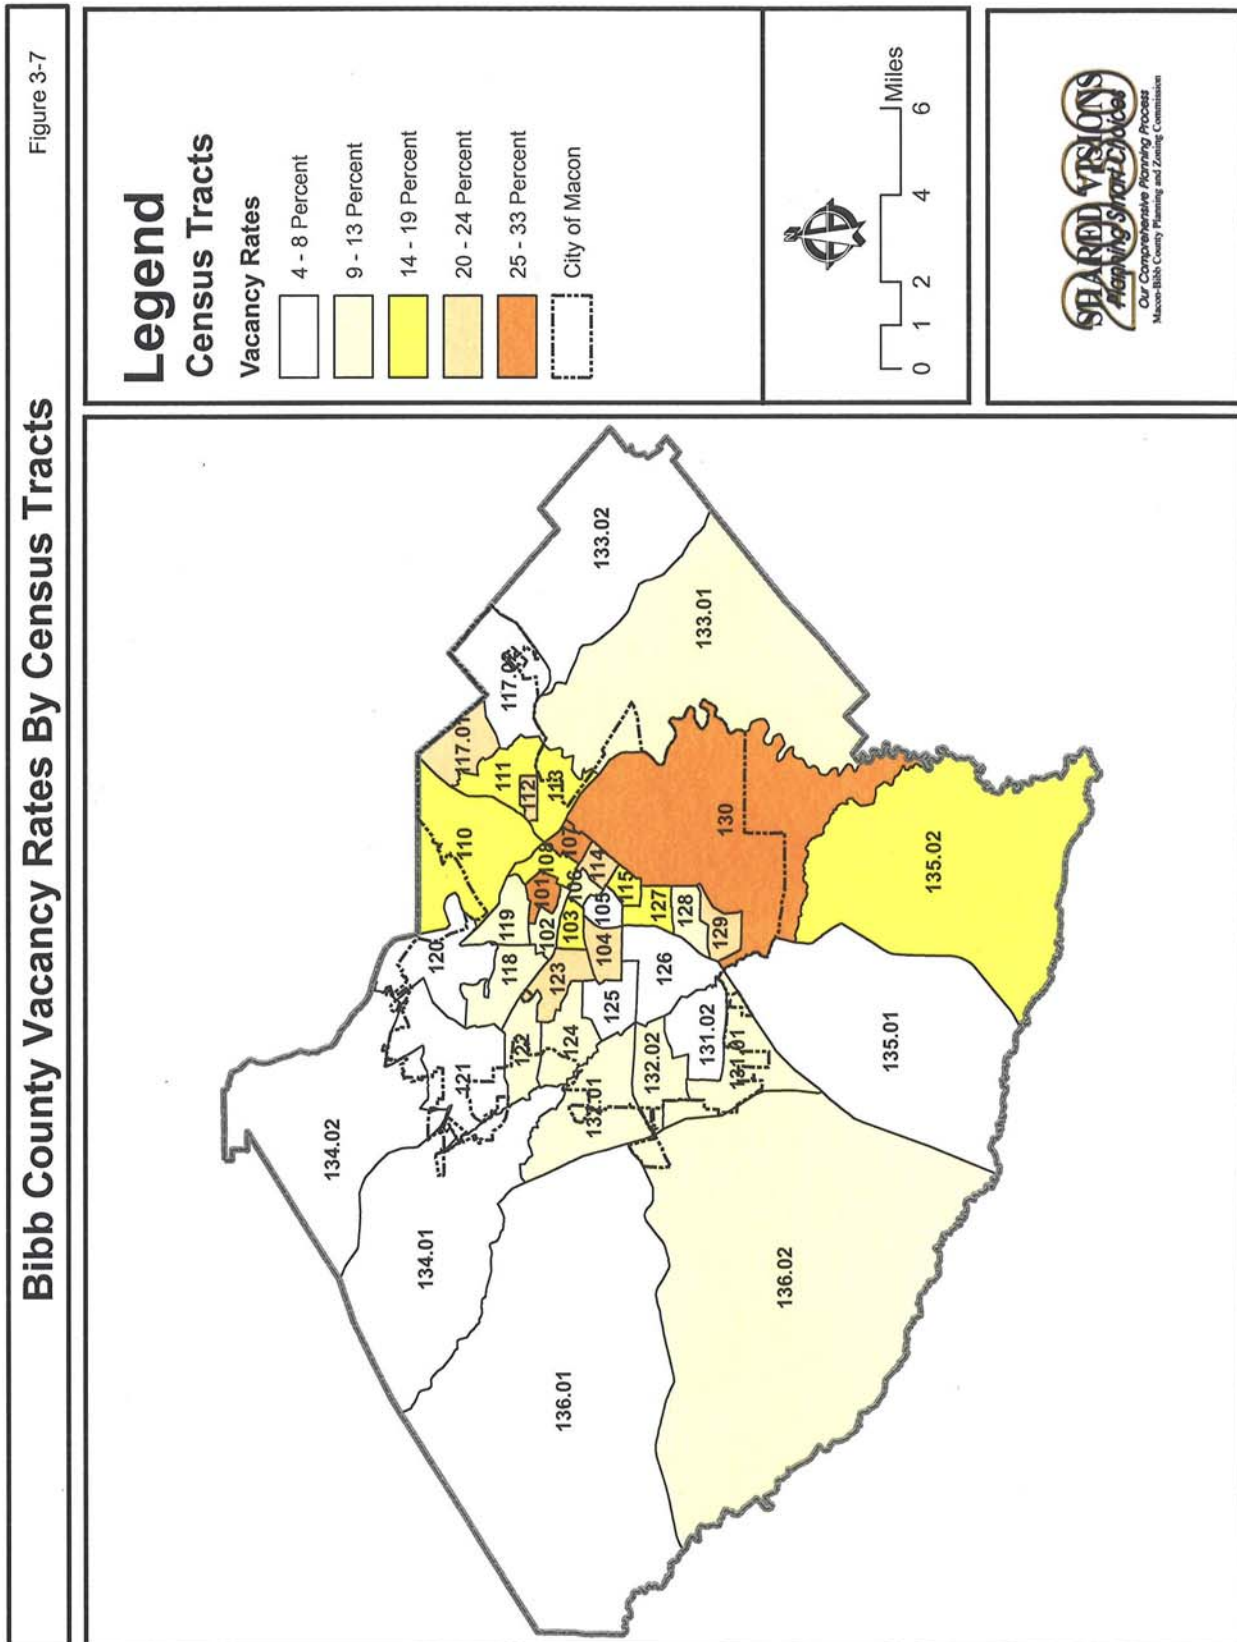 Figure 3-7
Bibb County Vacancy Rates By Census Tracts
Legend
Census Tracts
Vacancy Rates
4 - 8 Percent
9 - 13 Percent
14 - 19 Percent
20 - 24 Percent
25 - 33 Percent
City of Macon
N
0 1 2 4 6
Miles
2030
SHARED VISIONS
Planning Smart Choices
Our Comprehensive Planning Process
Macon-Bibb County Planning and Zoning Commission
134.02
134.01
136.01
136.02
121
120
122
118
119
110
117.01
117.02
133.02
133.01
111
112
113
107
108
101
102
103
106
114
105
115
104
123
124
125
126
127
128
129
130
132.01
132.02
131.02
131.01
135.01
135.02